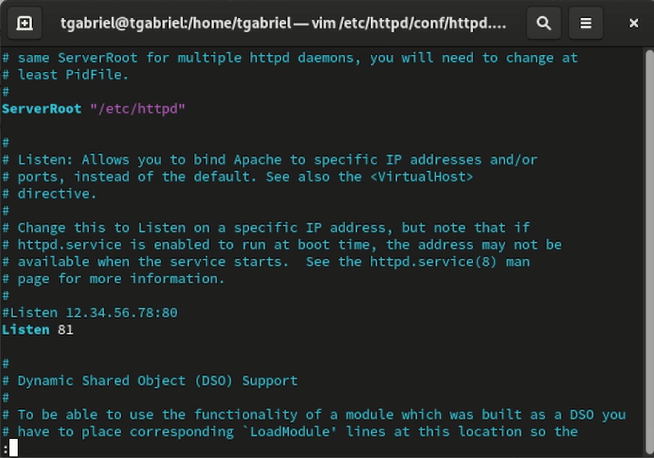 tgabriel@tgabriel:/home/tgabriel — vim /etc/httpd/conf/httpd....
# same ServerRoot for multiple httpd daemons, you will need to change at
# least PidFile.
#
ServerRoot "/etc/httpd"
#
# Listen: Allows you to bind Apache to specific IP addresses and/or
# ports, instead of the default. See also the <VirtualHost>
# directive.
#
# Change this to Listen on a specific IP address, but note that if
# httpd.service is enabled to run at boot time, the address may not be
# available when the service starts.  See the httpd.service(8) man
# page for more information.
#
#Listen 12.34.56.78:80
Listen 81
#
# Dynamic Shared Object (DSO) Support
#
# To be able to use the functionality of a module which was built as a DSO you
# have to place corresponding `LoadModule' lines at this location so the
: